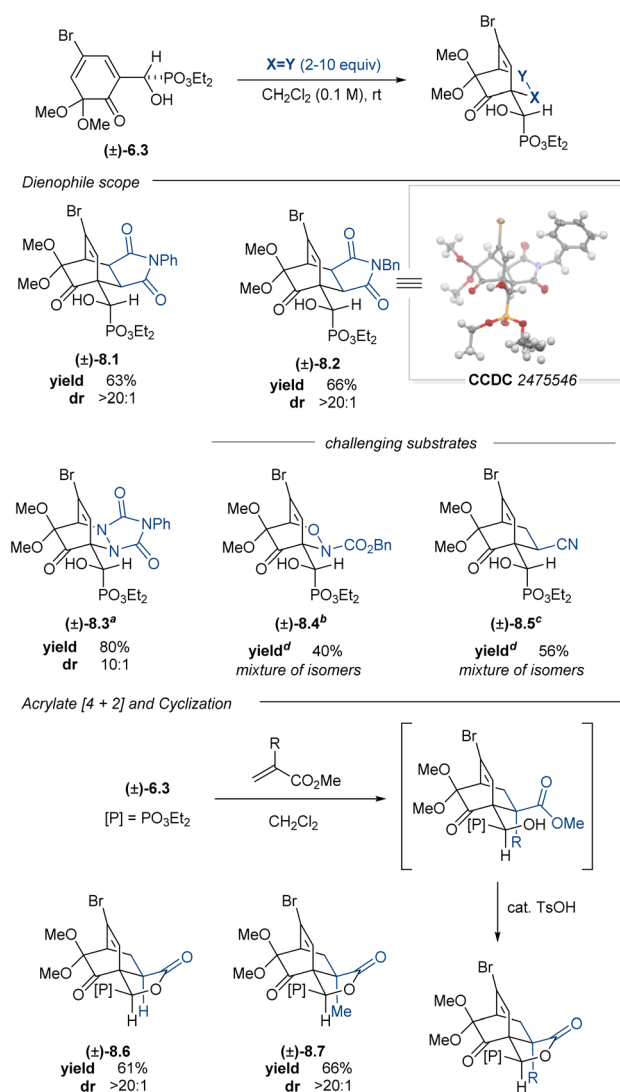 Br
H
PO3Et2
OH
MeO
O
OMe
(±)-6.3
X=Y (2-10 equiv)
CH2Cl2 (0.1 M), rt
Br
MeO
MeO
O
Y
X
HO
H
PO3Et2
Dienophile scope
Br
MeO
MeO
O
O
NPh
O
HO
H
PO3Et2
(±)-8.1
yield 63%
dr >20:1
Br
MeO
MeO
O
O
NBn
O
HO
H
PO3Et2
(±)-8.2
yield 66%
dr >20:1
CCDC 2475546
challenging substrates
Br
MeO
MeO
O
O
N
NPh
N
O
HO
H
PO3Et2
(±)-8.3a
yield 80%
dr 10:1
Br
MeO
MeO
O
O
N
CO2Bn
HO
H
PO3Et2
(±)-8.4b
yieldd 40%
mixture of isomers
Br
MeO
MeO
O
CN
HO
H
PO3Et2
(±)-8.5c
yieldd 56%
mixture of isomers
Acrylate [4 + 2] and Cyclization
(±)-6.3
[P] = PO3Et2
R
CO2Me
CH2Cl2
Br
MeO
MeO
O
O
OMe
[P]
OH
R
H
cat. TsOH
Br
MeO
MeO
O
O
O
[P]
H
H
(±)-8.6
yield 61%
dr >20:1
Br
MeO
MeO
O
O
O
[P]
Me
H
(±)-8.7
yield 66%
dr >20:1
Br
MeO
MeO
O
O
O
[P]
R
H